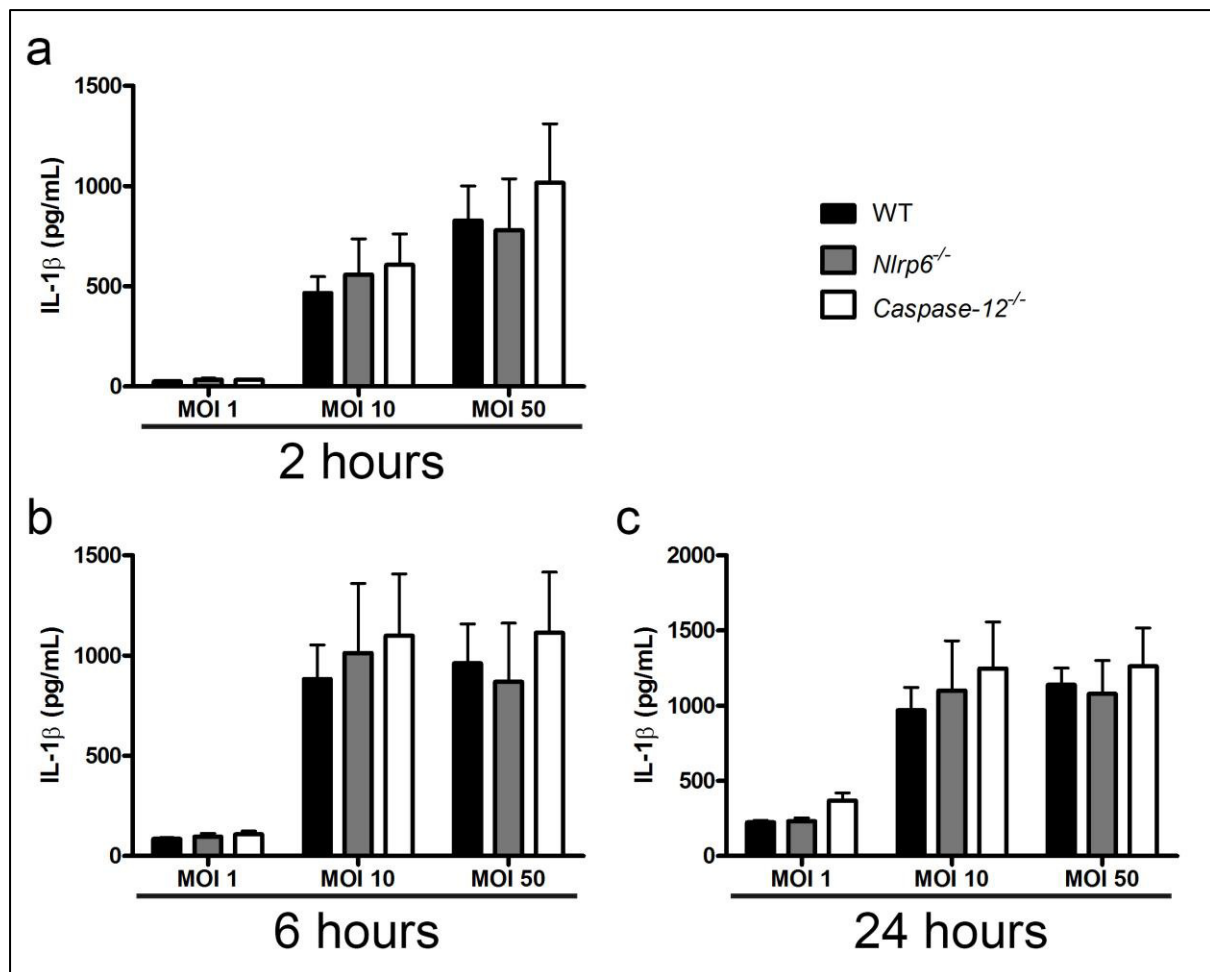 a
1500
1000
500
0
IL-1β (pg/mL)
MOI 1 MOI 10 MOI 50
2 hours
WT
Nlrp6-/-
Caspase-12-/-
b
1500
1000
500
0
IL-1β (pg/mL)
MOI 1 MOI 10 MOI 50
6 hours
c
2000
1500
1000
500
0
IL-1β (pg/mL)
MOI 1 MOI 10 MOI 50
24 hours